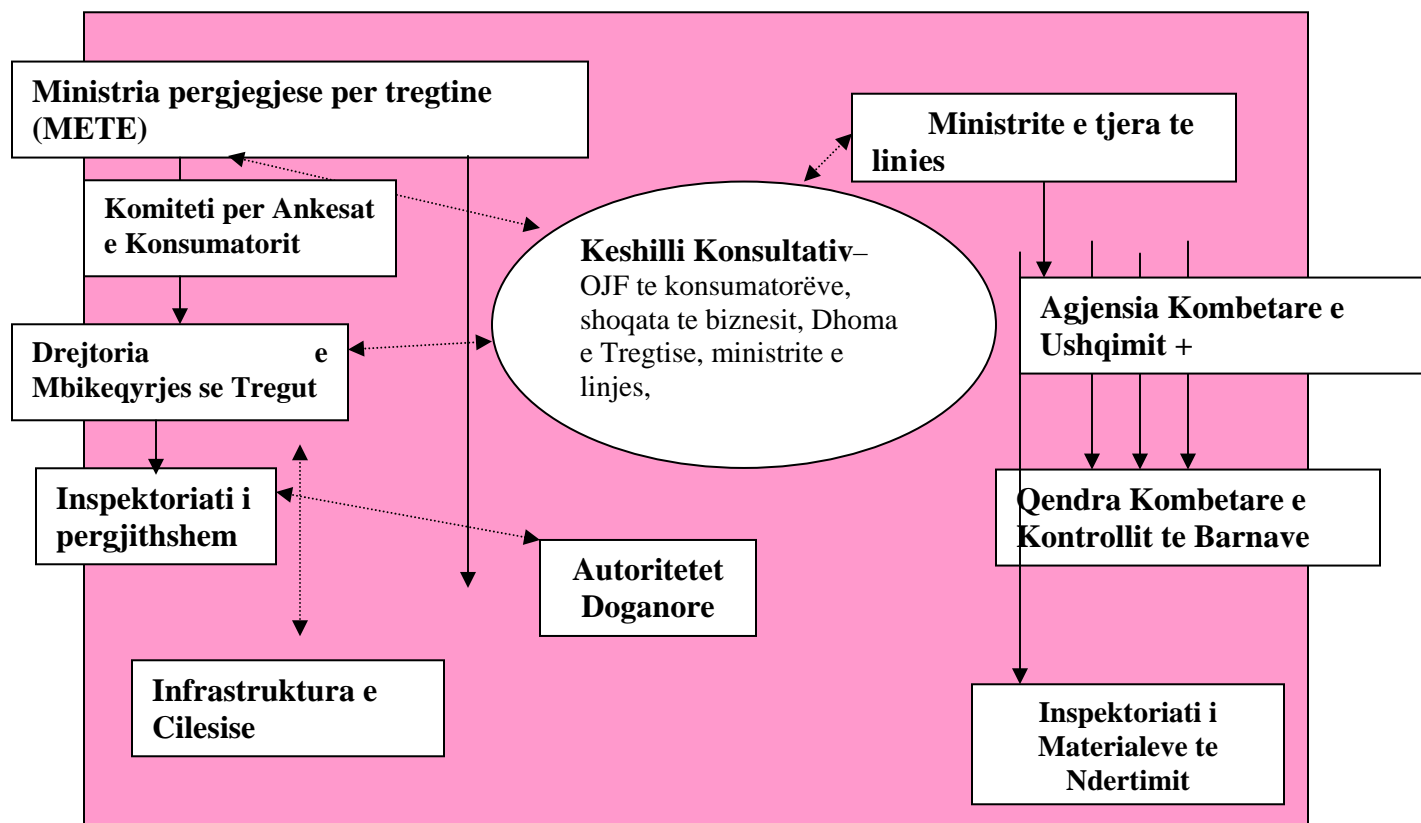 Ministria pergjegjese per tregtine
(METE)
Ministrite e tjera te
linies
Komiteti per Ankesat
e Konsumatorit
Keshilli Konsultativ–
OJF te konsumatorëve,
shoqata te biznesit, Dhoma
e Tregtise, ministrite e
linjes,
Agjensia Kombetare e
Ushqimit +
Drejtoria e
Mbikeqyrjes se Tregut
Inspektoriati i
pergjithshem
Qendra Kombetare e
Kontrollit te Barnave
Autoritetet
Doganore
Infrastruktura e
Cilesise
Inspektoriati i
Materialeve te
Ndertimit